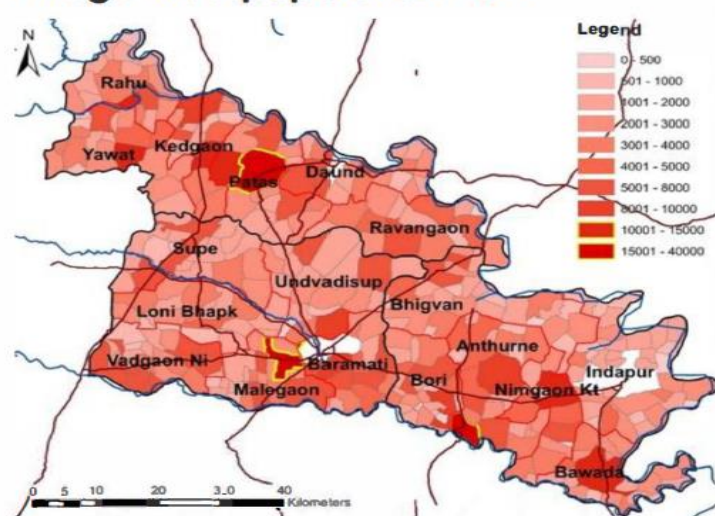 N
Legend
0 - 500
501 - 1000
1001 - 2000
2001 - 3000
3001 - 4000
4001 - 5000
5001 - 8000
8001 - 10000
10001 - 15000
15001 - 40000
Rahu
Yawat
Kedgaon
Patas
Daund
Supe
Ravangaon
Undvadisup
Loni Bhapk
Bhigvan
Vadgaon Ni
Baramati
Anthurne
Malegaon
Bori
Nimgaon Kt
Indapur
Bawada
0 5 10 20 30 40
Kilometers